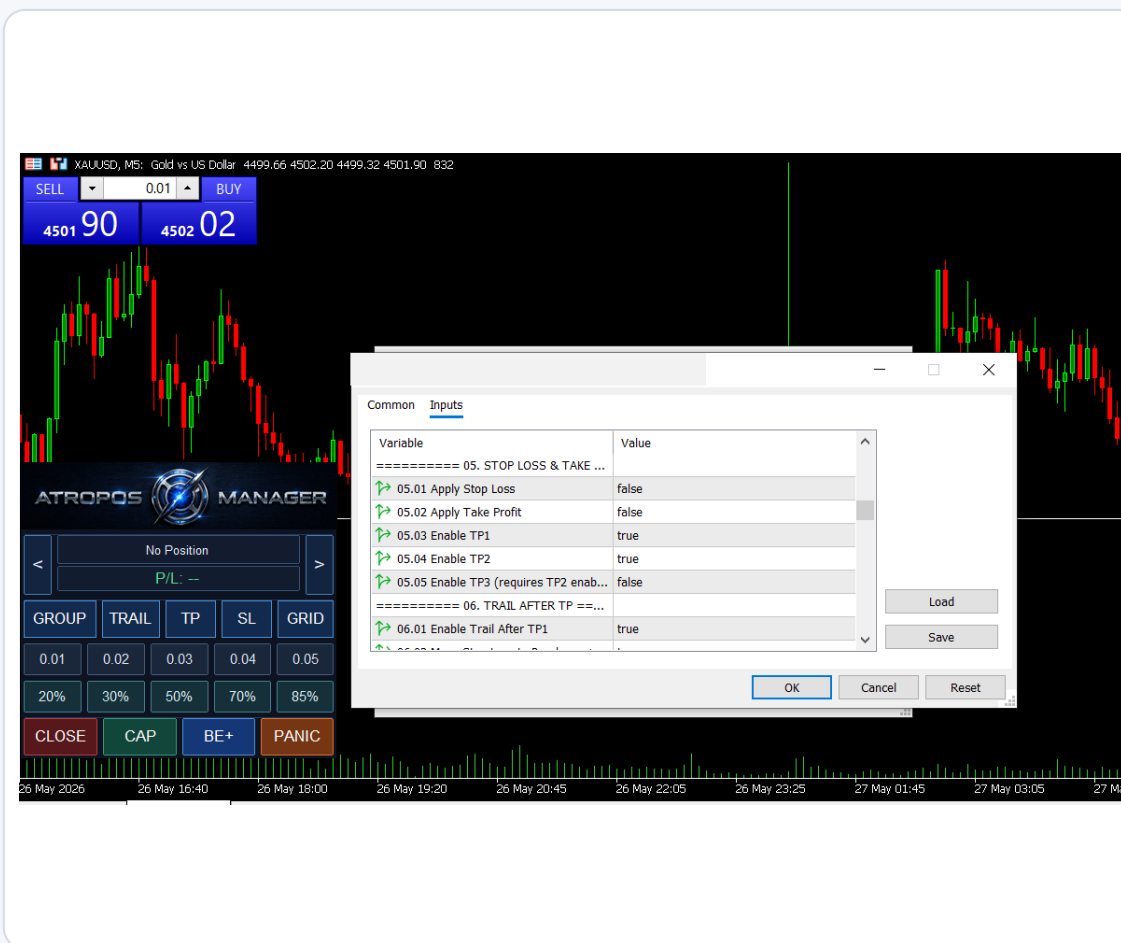 XAUUSD, M5: Gold vs US Dollar 4499.66 4502.20 4499.32 4501.90 832
SELL 0.01 BUY
4501 90 4502 02
ATROPOS MANAGER
< No Position >
P/L: --
GROUP TRAIL TP SL GRID
0.01 0.02 0.03 0.04 0.05
20% 30% 50% 70% 85%
CLOSE CAP BE+ PANIC
Common Inputs
Variable Value
========== 05. STOP LOSS & TAKE ...
05.01 Apply Stop Loss false
05.02 Apply Take Profit false
05.03 Enable TP1 true
05.04 Enable TP2 true
05.05 Enable TP3 (requires TP2 enab... false
========== 06. TRAIL AFTER TP ==...
06.01 Enable Trail After TP1 true
Load
Save
OK Cancel Reset
26 May 2026 26 May 16:40 26 May 18:00 26 May 19:20 26 May 20:45 26 May 22:05 26 May 23:25 27 May 01:45 27 May 03:05 27 M